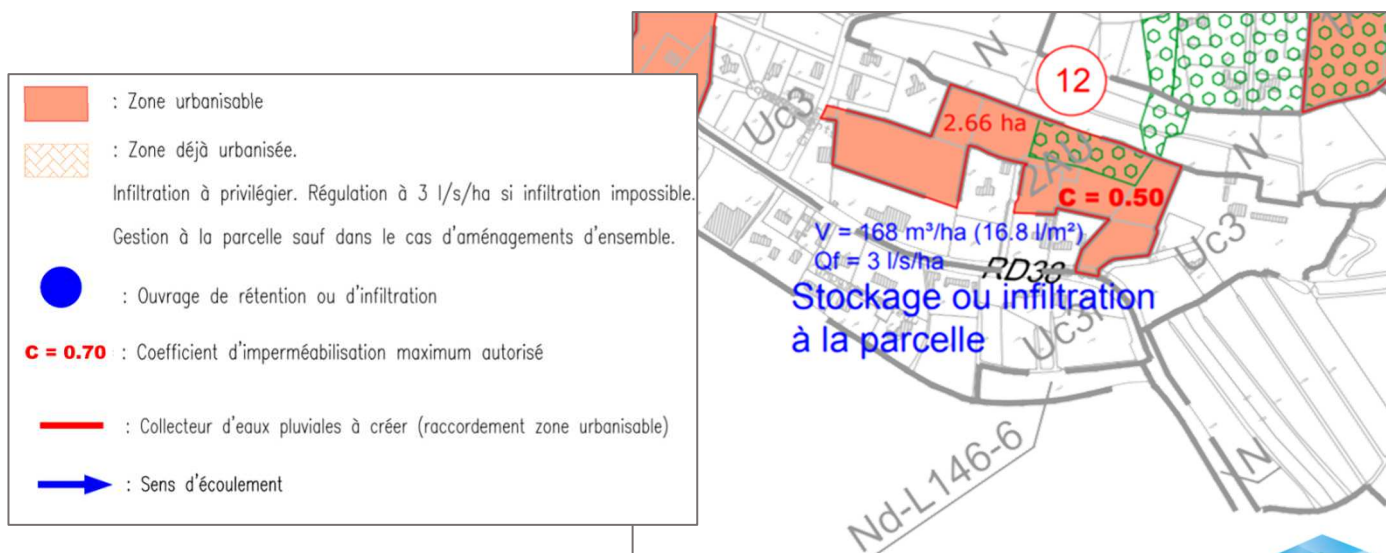 : Zone urbanisable
: Zone déjà urbanisée.
Infiltration à privilégier. Régulation à 3 l/s/ha si infiltration impossible.
Gestion à la parcelle sauf dans le cas d'aménagements d'ensemble.
: Ouvrage de rétention ou d'infiltration
C = 0.70 : Coefficient d'imperméabilisation maximum autorisé
: Collecteur d'eaux pluviales à créer (raccordement zone urbanisable)
: Sens d'écoulement
N
12
Uc3
2.66 ha
2AU
N
C = 0.50
Uc3
V = 168 m³/ha (16.8 l/m²)
Qf = 3 l/s/ha
RD38
Stockage ou infiltration
à la parcelle
Nd-L146-6
N